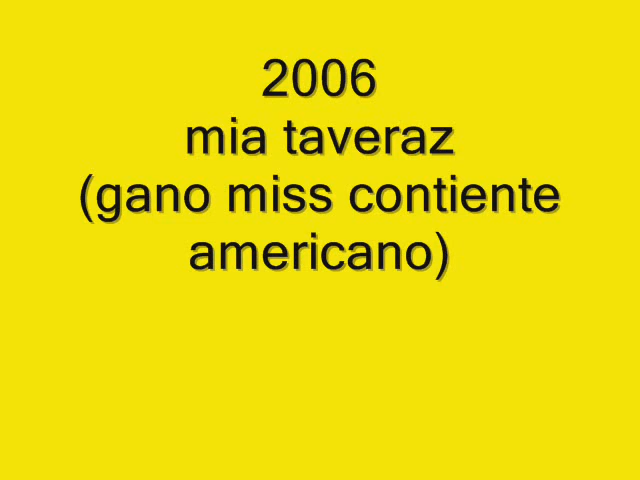 2006
mia taveraz
(gano miss contiente
americano)